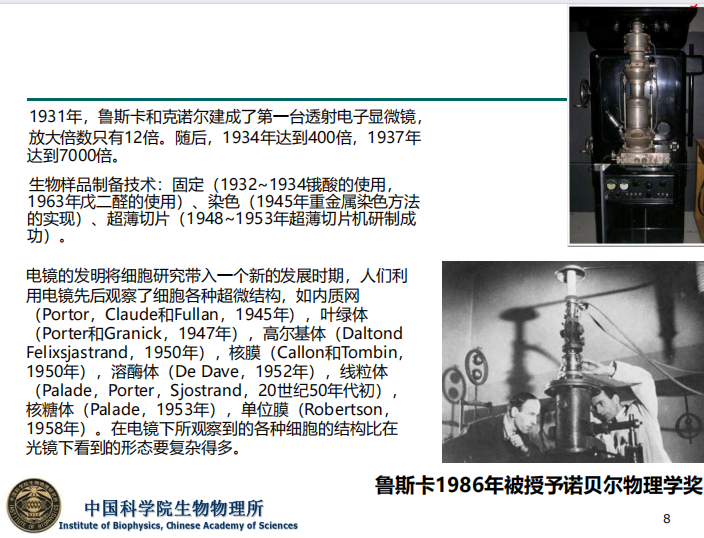 1931年，鲁斯卡和克诺尔建成了第一台透射电子显微镜，
放大倍数只有12倍。随后，1934年达到400倍，1937年
达到7000倍。
生物样品制备技术：固定（1932~1934锇酸的使用，
1963年戊二醛的使用）、染色（1945年重金属染色方法
的实现）、超薄切片（1948~1953年超薄切片机研制成
功）。
电镜的发明将细胞研究带入一个新的发展时期，人们利
用电镜先后观察了细胞各种超微结构，如内质网
（Portor，Claude和Fullan，1945年），叶绿体
（Porter和Granick，1947年），高尔基体（Daltond
Felixsjastrand，1950年），核膜（Callon和Tombin，
1950年），溶酶体（De Dave，1952年），线粒体
（Palade，Porter，Sjostrand，20世纪50年代初），
核糖体（Palade，1953年），单位膜（Robertson，
1958年）。在电镜下所观察到的各种细胞的结构比在
光镜下看到的形态要复杂得多。
鲁斯卡1986年被授予诺贝尔物理学奖
中国科学院生物物理所
Institute of Biophysics, Chinese Academy of Sciences
8